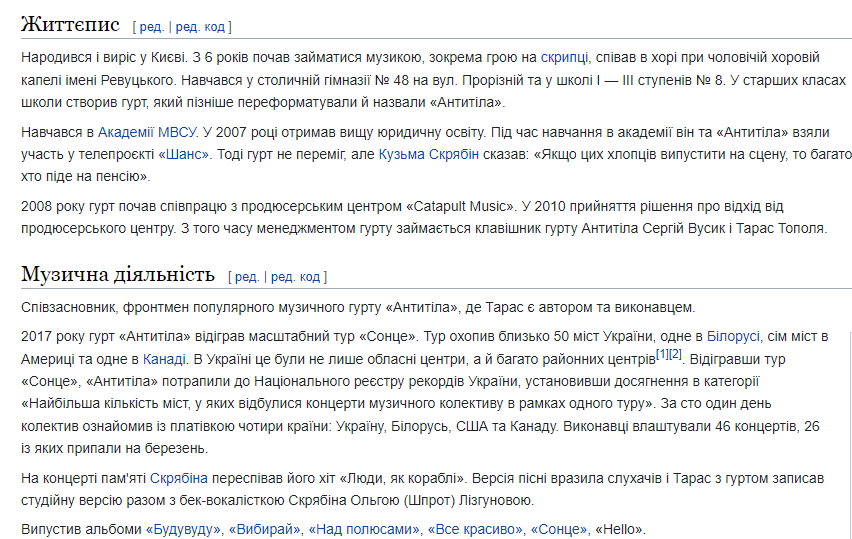 Життєпис [ ред. | ред. код ]
Народився і виріс у Києві. З 6 років почав займатися музикою, зокрема грою на скрипці, співав в хорі при чоловічій хоровій
капелі імені Ревуцького. Навчався у столичній гімназії № 48 на вул. Прорізній та у школі I — III ступенів № 8. У старших класах
школи створив гурт, який пізніше переформатували й назвали «Антитіла».
Навчався в Академії МВСУ. У 2007 році отримав вищу юридичну освіту. Під час навчання в академії він та «Антитіла» взяли
участь у телепроєкті «Шанс». Тоді гурт не переміг, але Кузьма Скрябін сказав: «Якщо цих хлопців випустити на сцену, то багато
хто піде на пенсію».
2008 року гурт почав співпрацю з продюсерським центром «Catapult Music». У 2010 прийняття рішення про відхід від
продюсерського центру. З того часу менеджментом гурту займається клавішник гурту Антитіла Сергій Вусик і Тарас Тополя.
Музична діяльність [ ред. | ред. код ]
Співзасновник, фронтмен популярного музичного гурту «Антитіла», де Тарас є автором та виконавцем.
2017 року гурт «Антитіла» відіграв масштабний тур «Сонце». Тур охопив близько 50 міст України, одне в Білорусі, сім міст в
Америці та одне в Канаді. В Україні це були не лише обласні центри, а й багато районних центрів[1][2]. Відігравши тур
«Сонце», «Антитіла» потрапили до Національного реєстру рекордів України, установивши досягнення в категорії
«Найбільша кількість міст, у яких відбулися концерти музичного колективу в рамках одного туру». За сто один день
колектив ознайомив із платівкою чотири країни: Україну, Білорусь, США та Канаду. Виконавці влаштували 46 концертів, 26
із яких припали на березень.
На концерті пам'яті Скрябіна переспівав його хіт «Люди, як кораблі». Версія пісні вразила слухачів і Тарас з гуртом записав
студійну версію разом з бек-вокалісткою Скрябіна Ольгою (Шпрот) Лізгуновою.
Випустив альбоми «Будувуду», «Вибирай», «Над полюсами», «Все красиво», «Сонце», «Hello».